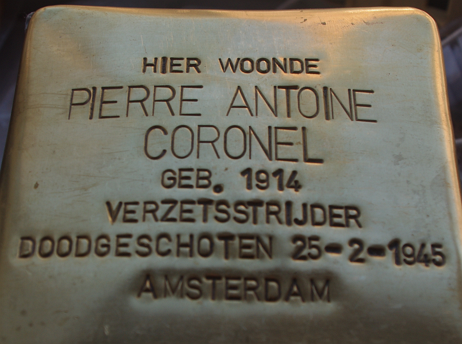 HIER WOONDE
PIERRE ANTOINE
CORONEL
GEB. 1914
VERZETSSTRIJDER
DOODGESCHOTEN 25-2-1945
AMSTERDAM